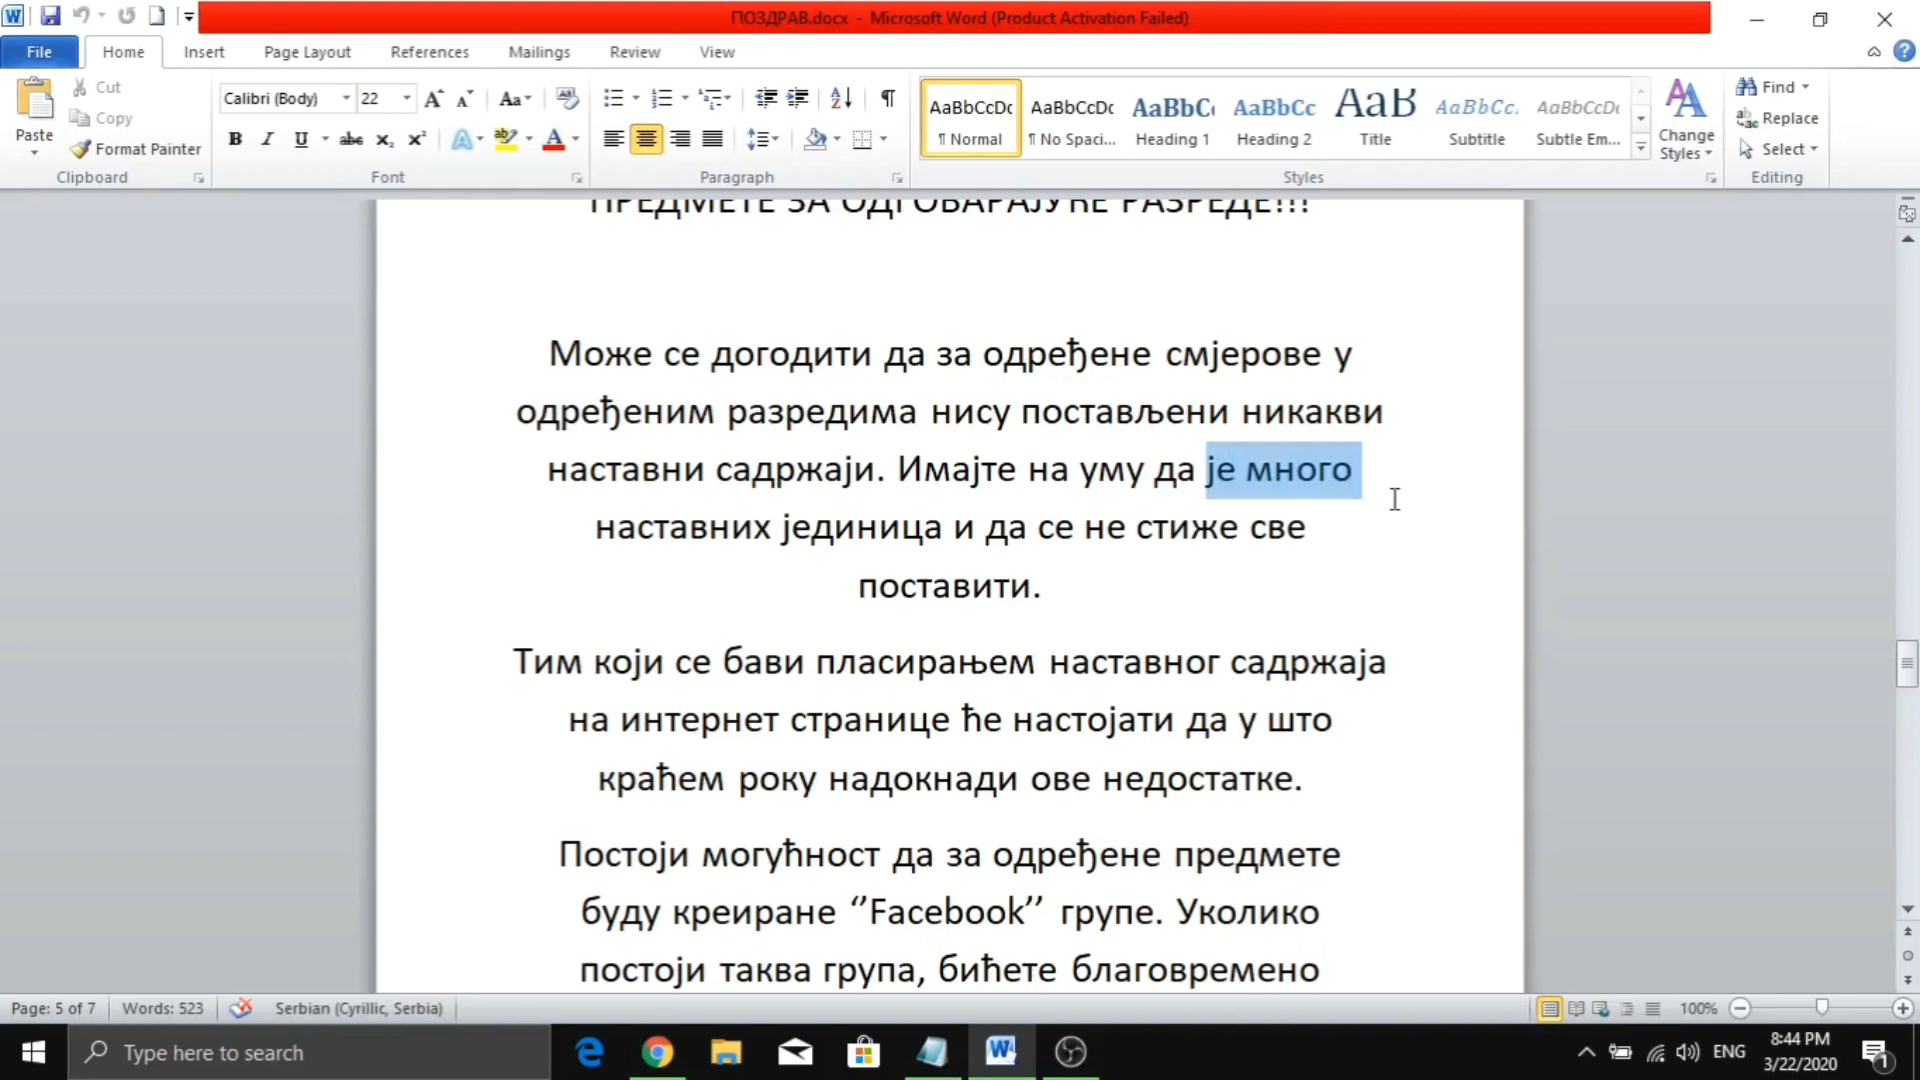 ПОЗДРАВ.docx - Microsoft Word (Product Activation Failed)
File Home Insert Page Layout References Mailings Review View
Paste
Cut
Copy
Format Painter
Clipboard
Calibri (Body) 22
Font
Paragraph
AaBbCcDc AaBbCcDc AaBbC AaBbCc AaB AaBbCc. AaBbCcDc
¶ Normal ¶ No Spaci... Heading 1 Heading 2 Title Subtitle Subtle Em...
Change
Styles
Styles
Find
Replace
Select
Editing
ПРЕДМЕТЕ ЗА ОДГОВАРАЈУЋЕ РАЗРЕДЕ!!!
Може се догодити да за одређене смјерове у
одређеним разредима нису постављени никакви
наставни садржаји. Имајте на уму да је много
наставних јединица и да се не стиже све
поставити.
Тим који се бави пласирањем наставног садржаја
на интернет странице ће настојати да у што
краћем року надокнади ове недостатке.
Постоји могућност да за одређене предмете
буду креиране ‘’Facebook’’ групе. Уколико
постоји таква група, бићете благовремено
Page: 5 of 7 Words: 523 Serbian (Cyrillic, Serbia) 100%
Type here to search
ENG
8:44 PM
3/22/2020
1